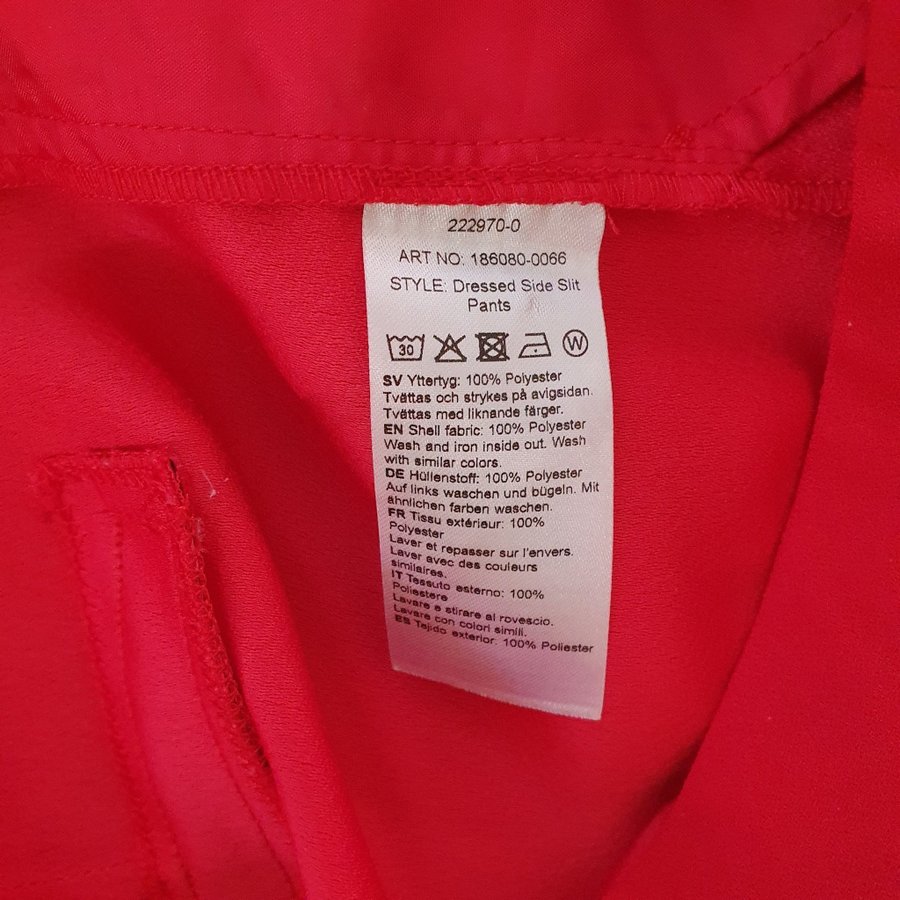 222970-0
ART NO: 186080-0066
STYLE: Dressed Side Slit
Pants
30 W
SV Yttertyg: 100% Polyester
Tvättas och strykes på avigsidan.
Tvättas med liknande färger.
EN Shell fabric: 100% Polyester
Wash and iron inside out. Wash
with similar colors.
DE Hüllenstoff: 100% Polyester
Auf links waschen und bügeln. Mit
ähnlichen farben waschen.
FR Tissu extérieur: 100%
Polyester
Laver et repasser sur l'envers.
Laver avec des couleurs
similaires.
IT Tessuto esterno: 100%
Poliestere
Lavare e stirare al rovescio.
Lavare con colori simili.
ES Tejido exterior: 100% Poliester